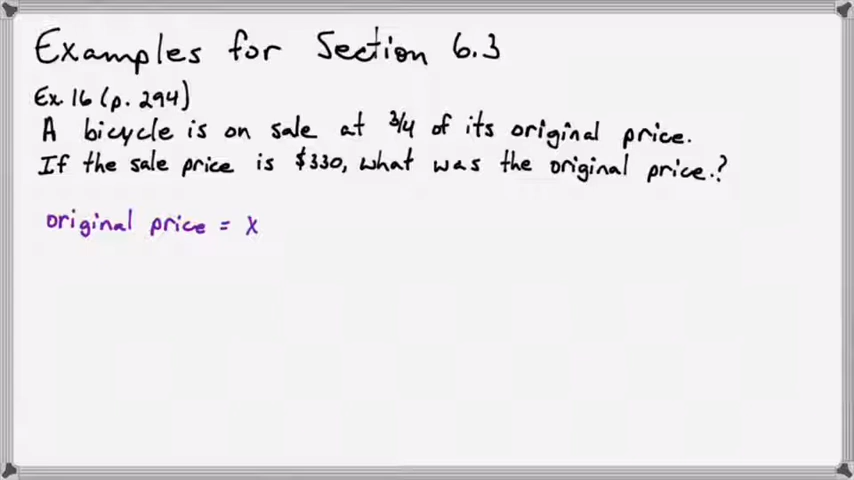 Examples for Section 6.3
Ex. 16 (p. 294)
A bicycle is on sale at 3/4 of its original price.
If the sale price is $330, what was the original price.?
original price = x